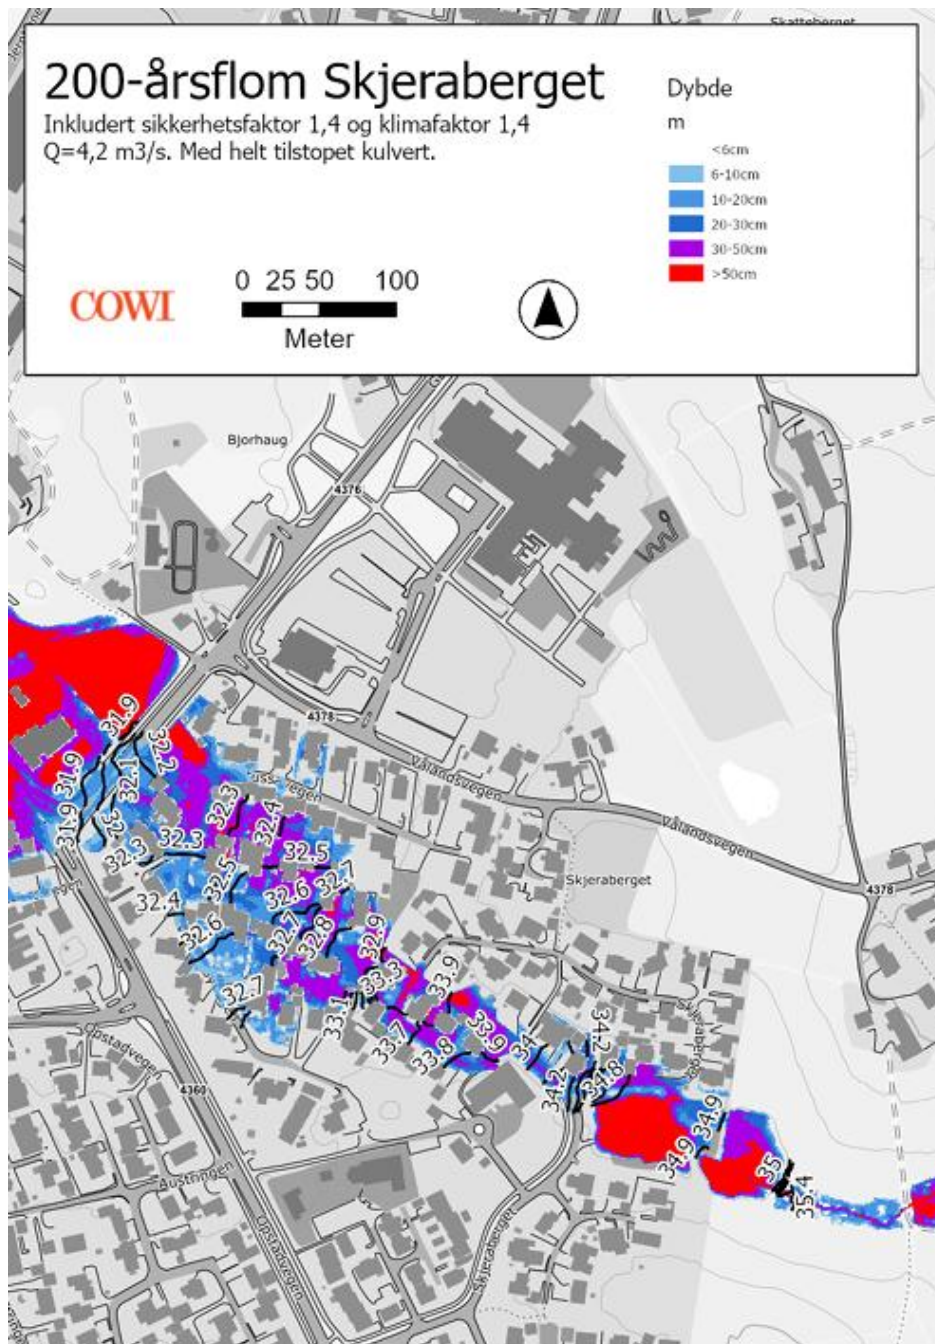 Skatteberget
200-årsflom Skjeraberget
Inkludert sikkerhetsfaktor 1,4 og klimafaktor 1,4
Q=4,2 m3/s. Med helt tilstopet kulvert.
Dybde
m
<6cm
6-10cm
10-20cm
20-30cm
30-50cm
>50cm
COWI
0 25 50 100
Meter
Bjorhaug
4376
4378
31.9
32.2
31.9
32.1
31.9
32.3
32.4
32.3
32.3
32.5
32.5
32.7
32.4
32.6
32.6
32.7
32.8
32.9
32.7
33.1
33.3
33.9
33.7
33.8
33.9
34
34.2
34.2
34.8
34.9
34.9
35
35.4
Vålandsvegen
Vålandsvegen
4378
Skjeraberget
Skjeraberget
Opstadvegen
4360
Austringen
Opstadvegen
Skjeraberget